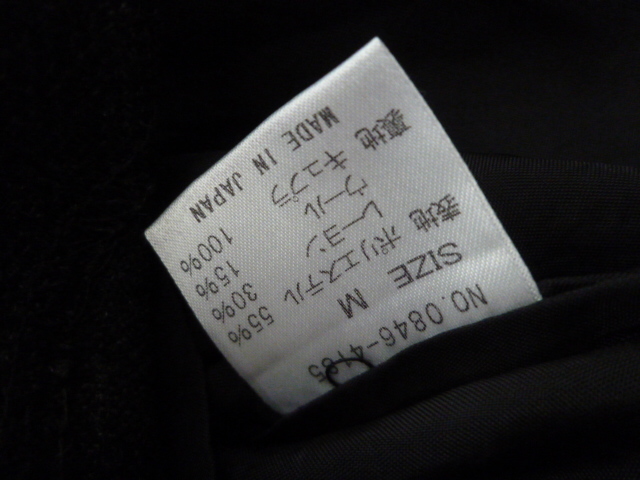 NO.0846-4185
SIZE M
表地 ポリエステル 55%
レーヨン 30%
ウール 15%
裏地 キュプラ 100%
MADE IN JAPAN